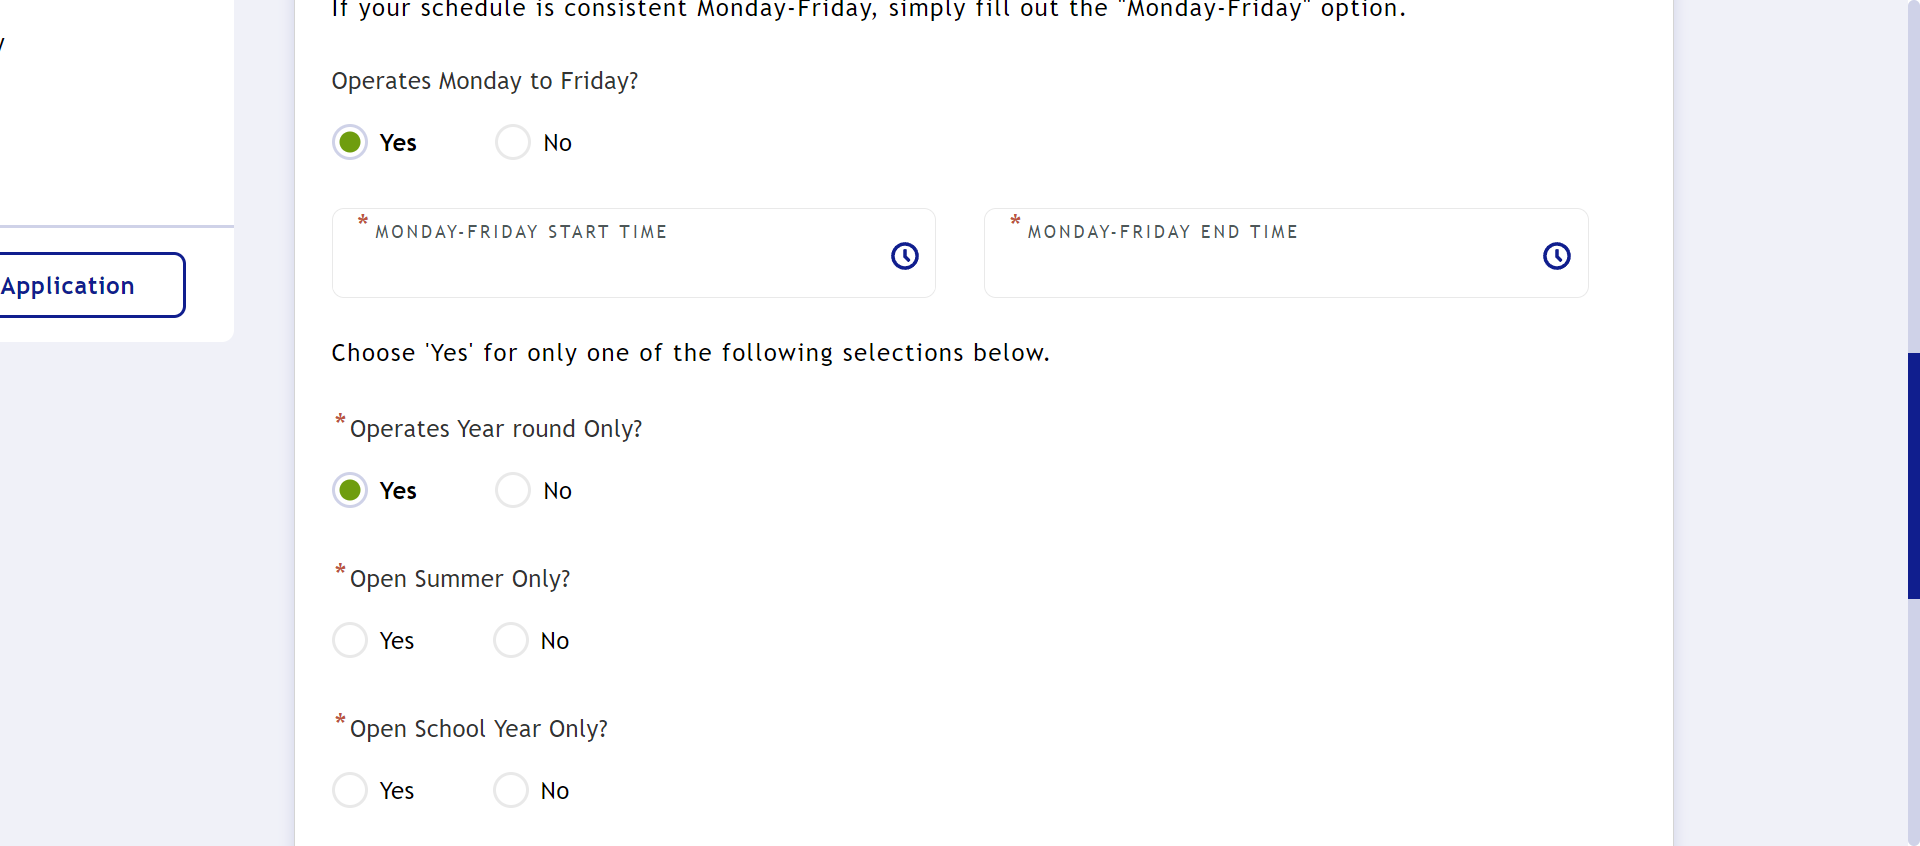 If your schedule is consistent Monday-Friday, simply fill out the "Monday-Friday" option.
y
Operates Monday to Friday?
Yes No
* MONDAY-FRIDAY START TIME * MONDAY-FRIDAY END TIME
Application
Choose 'Yes' for only one of the following selections below.
* Operates Year round Only?
Yes No
* Open Summer Only?
Yes No
* Open School Year Only?
Yes No